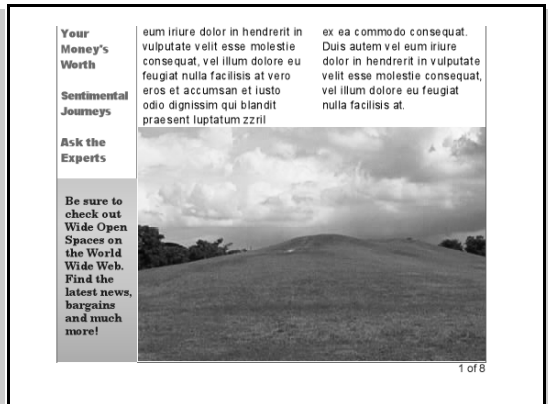 Your
Money's
Worth
Sentimental
Journeys
Ask the
Experts
Be sure to
check out
Wide Open
Spaces on
the World
Wide Web.
Find the
latest news,
bargains
and much
more!
eum iriure dolor in hendrerit in
vulputate velit esse molestie
consequat, vel illum dolore eu
feugiat nulla facilisis at vero
eros et accumsan et iusto
odio dignissim qui blandit
praesent luptatum zzril
ex ea commodo consequat.
Duis autem vel eum iriure
dolor in hendrerit in vulputate
velit esse molestie consequat,
vel illum dolore eu feugiat
nulla facilisis at.
1 of 8